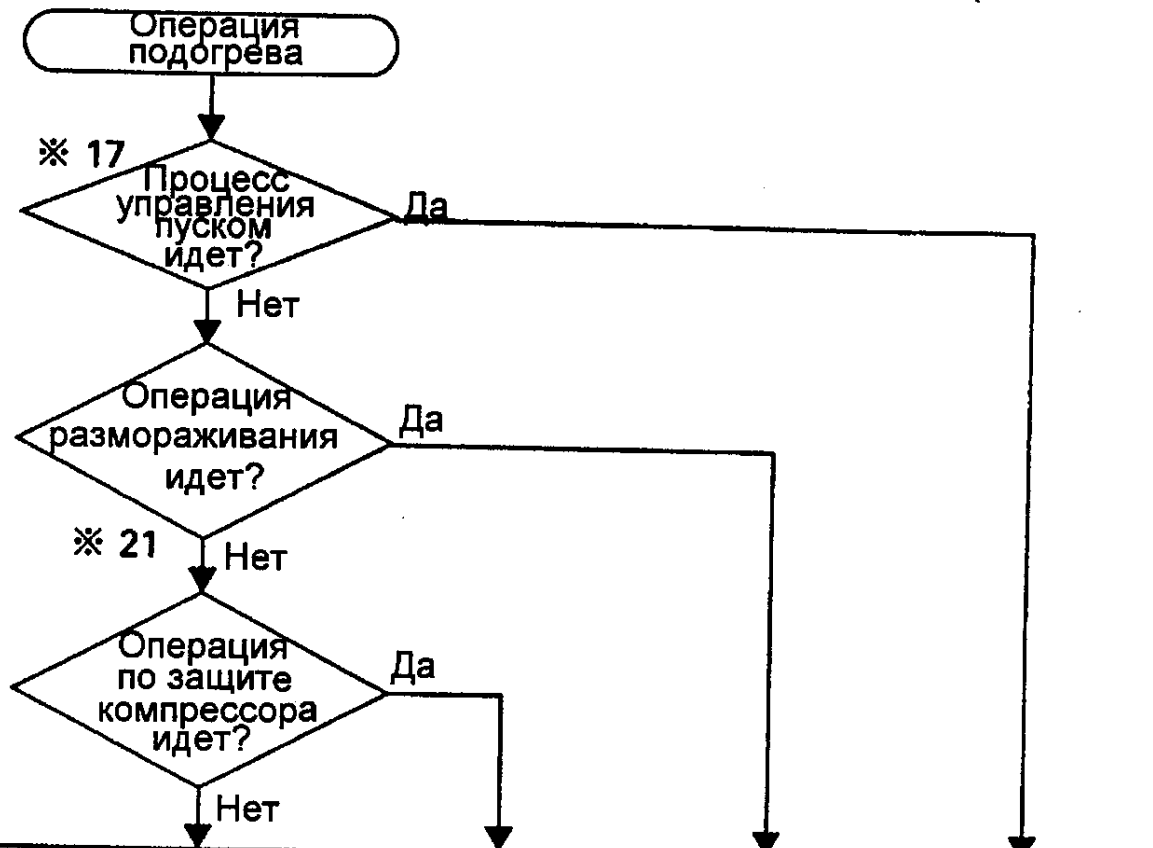 Операция
подогрева
※ 17
Процесс
управления
пуском
идет?
Да
Нет
Операция
размораживания
идет?
Да
※ 21
Нет
Операция
по защите
компрессора
идет?
Да
Нет